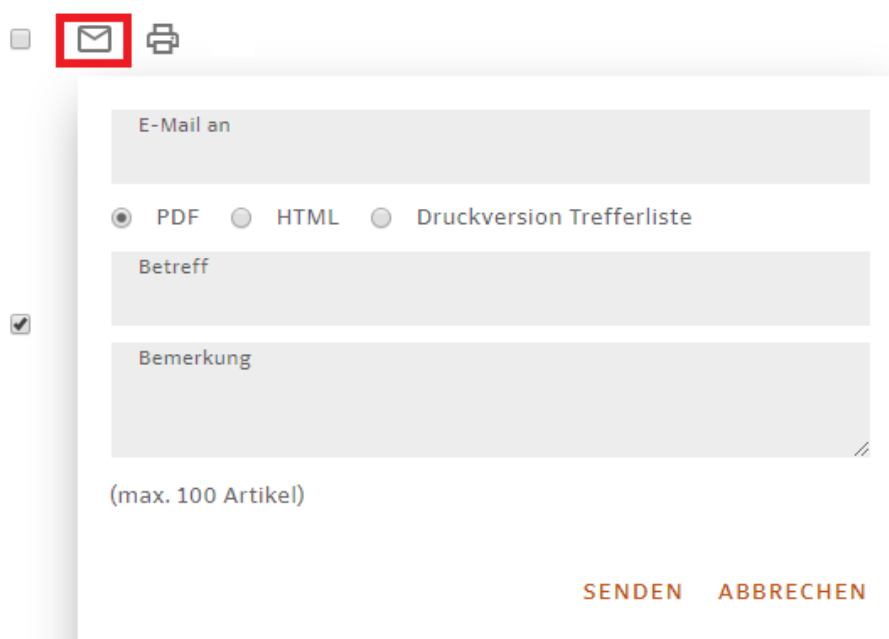 E-Mail an
PDF HTML Druckversion Trefferliste
Betreff
Bemerkung
(max. 100 Artikel)
SENDEN ABBRECHEN